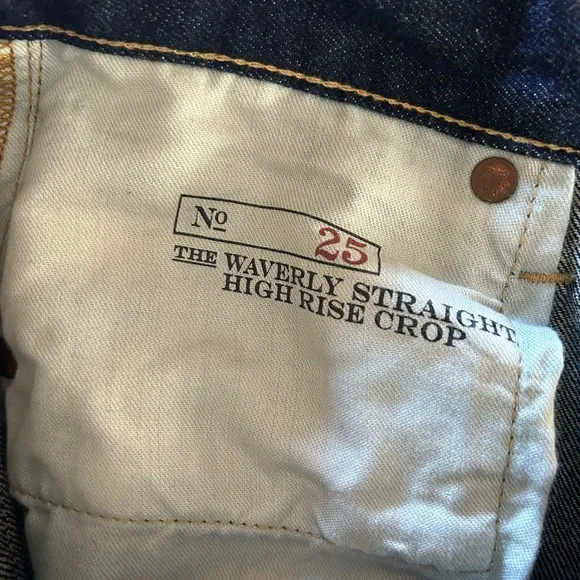 No 25
THE WAVERLY STRAIGHT
HIGH RISE CROP